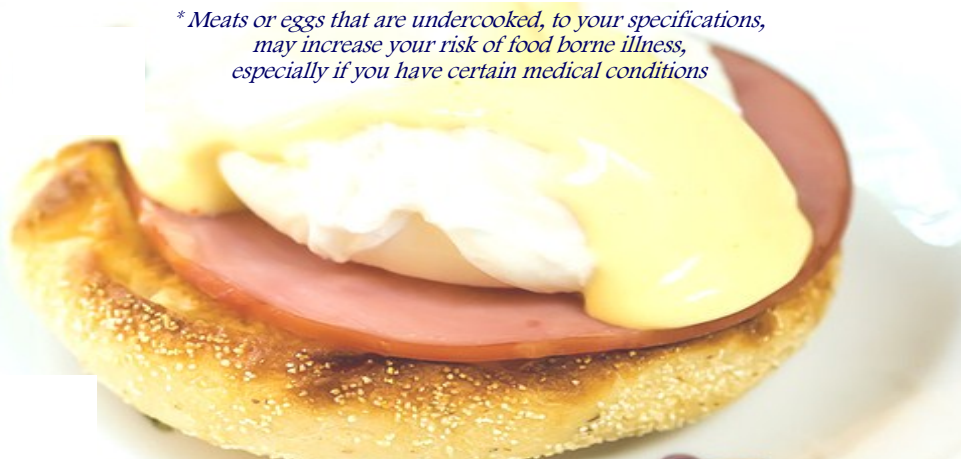 * Meats or eggs that are undercooked, to your specifications,
may increase your risk of food borne illness,
especially if you have certain medical conditions